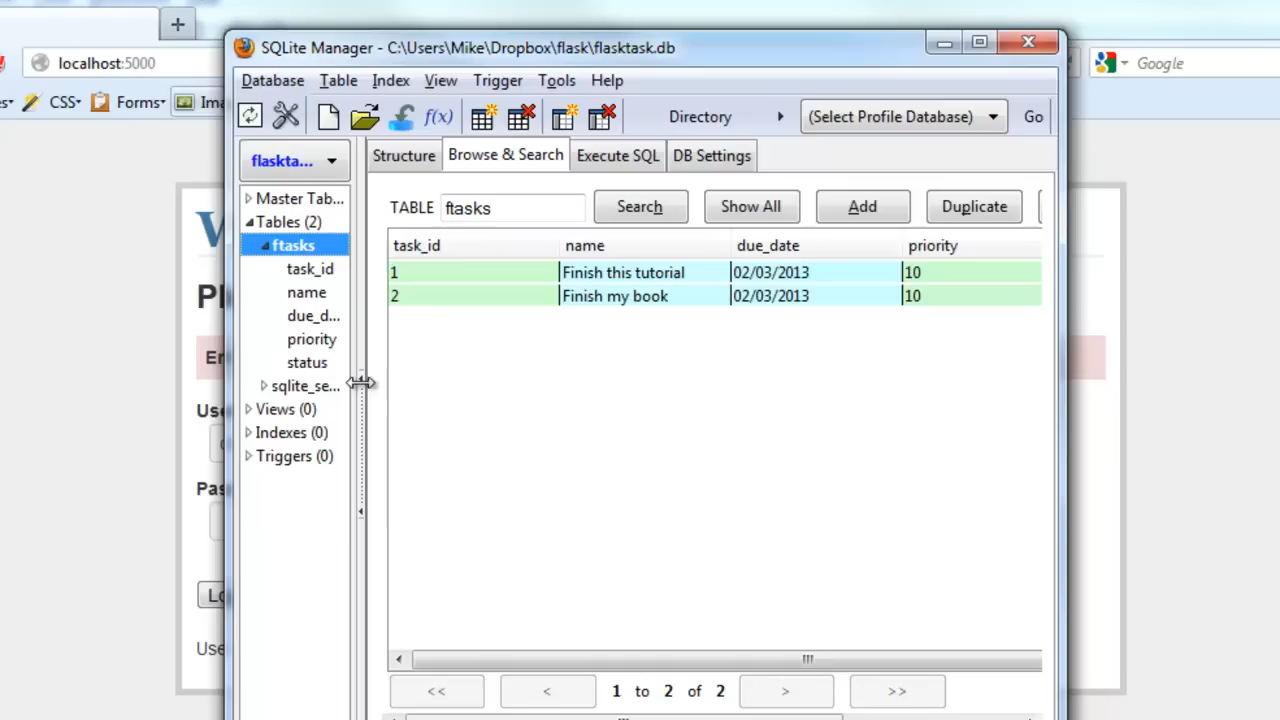 SQLite Manager - C:\Users\Mike\Dropbox\flask\flasktask.db
localhost:5000
Google
Database Table Index View Trigger Tools Help
CSS Forms
f(x) Directory (Select Profile Database) Go
flaskta...
Structure Browse & Search Execute SQL DB Settings
Master Tab...
Tables (2)
ftasks
task_id
name
due_d...
priority
status
sqlite_se...
Views (0)
Indexes (0)
Triggers (0)
TABLE ftasks Search Show All Add Duplicate
task_id name due_date priority
1 Finish this tutorial 02/03/2013 10
2 Finish my book 02/03/2013 10
<< < 1 to 2 of 2 > >>